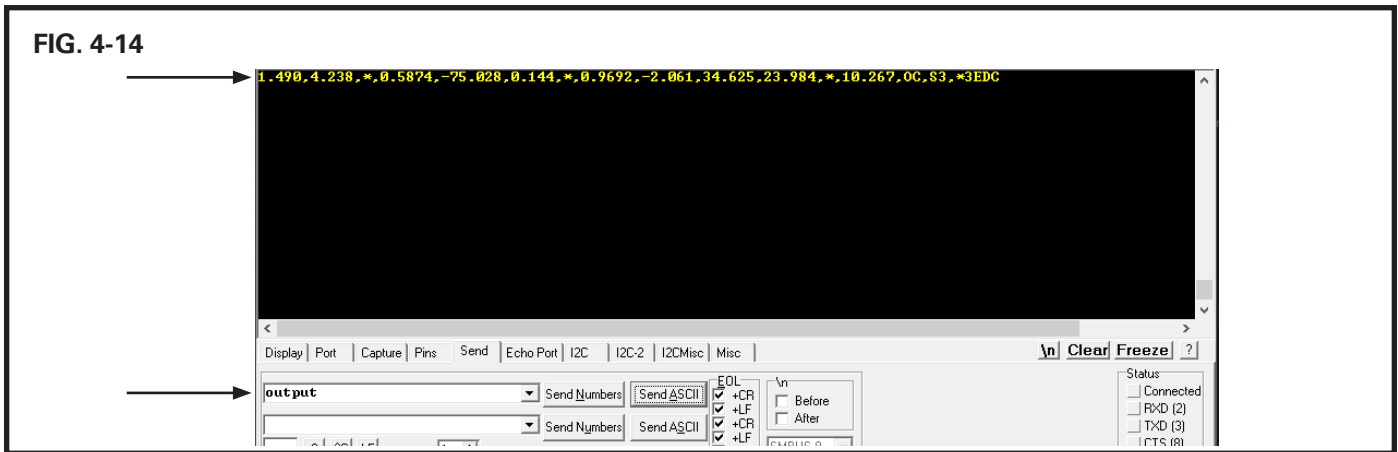 FIG. 4-14
1.490,4.238,*,0.5874,-75.028,0.144,*,0.9692,-2.061,34.625,23.984,*,10.267,OC,S3,*3EDC
Display Port Capture Pins Send Echo Port I2C I2C-2 I2CMisc Misc \n Clear Freeze ?
EOL \n Status
output Send Numbers Send ASCII +CR Before Connected
+LF After RXD (2)
Send Numbers Send ASCII +CR TXD (3)
+LF CTS (8)